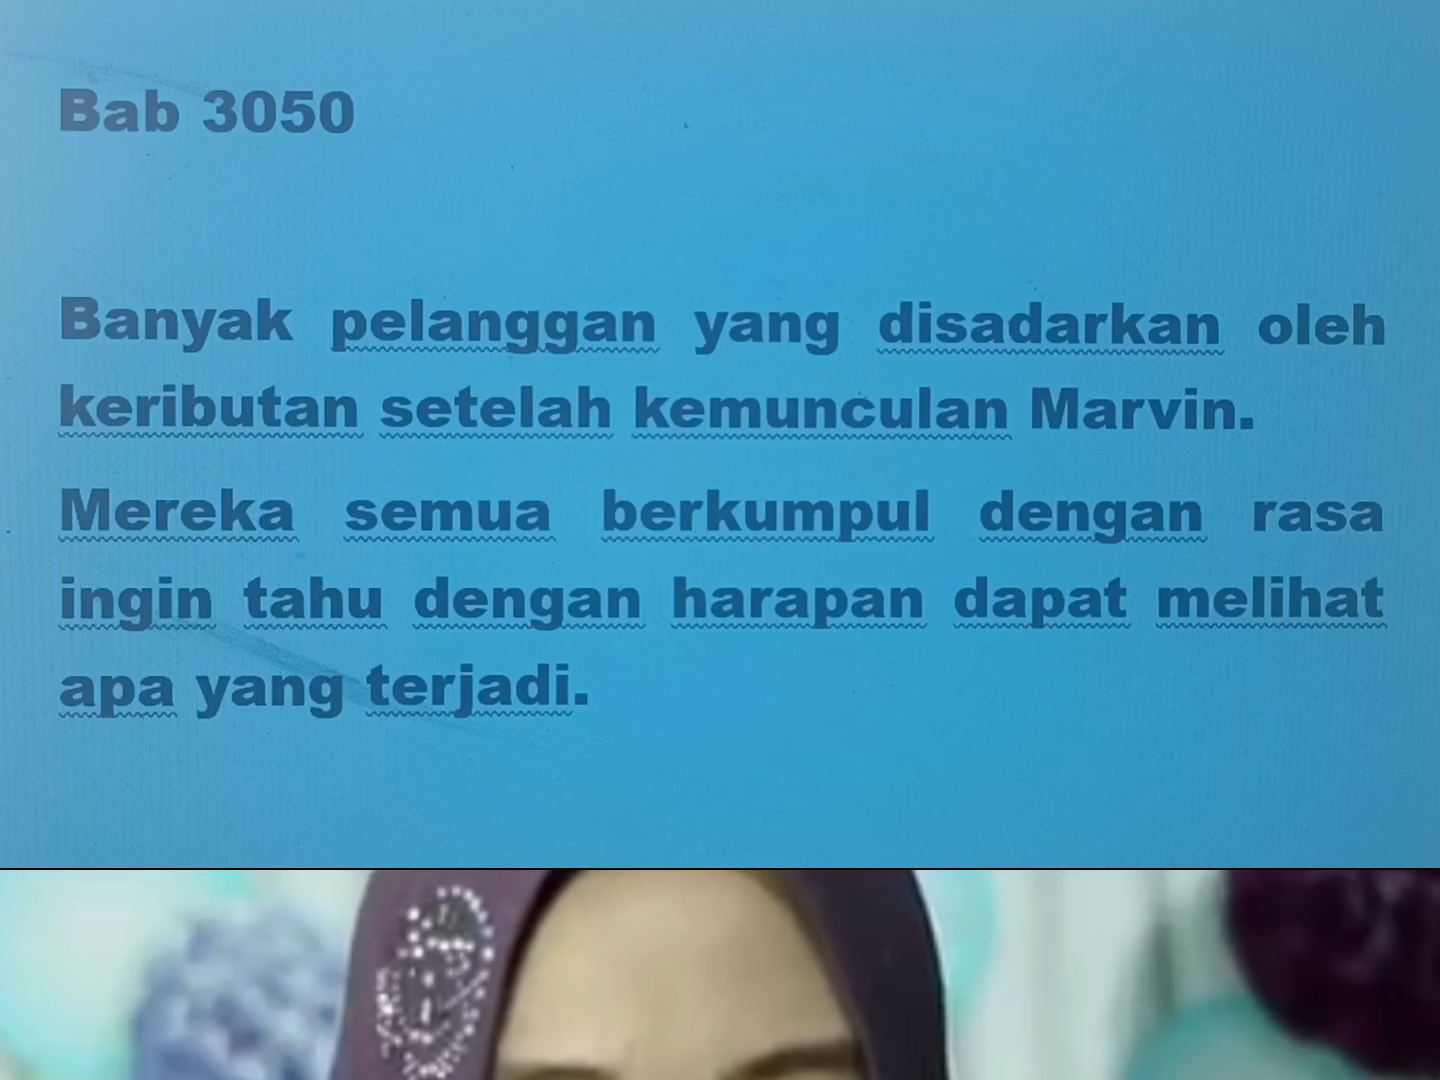 Bab 3050
Banyak pelanggan yang disadarkan oleh
keributan setelah kemunculan Marvin.
Mereka semua berkumpul dengan rasa
ingin tahu dengan harapan dapat melihat
apa yang terjadi.